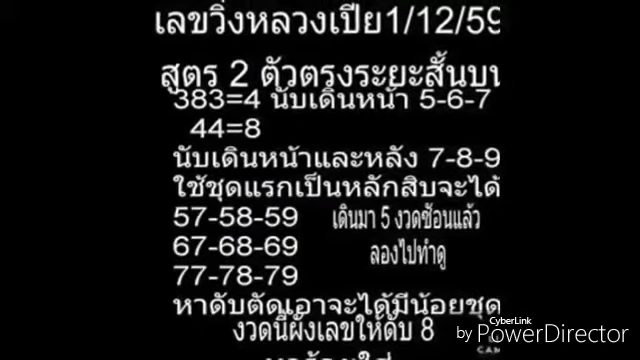 เลขวิ่งหลวงเปีย1/12/59
สูตร 2 ตัวตรงระยะสั้นบน
383=4 นับเดินหน้า 5-6-7
44=8
นับเดินหน้าและหลัง 7-8-9
ใช้ชุดแรกเป็นหลักสิบจะได้
57-58-59 เดินมา 5 งวดซ้อนแล้ว
67-68-69 ลองไปทำดู
77-78-79
หาดับตัดเอาจะได้มีน้อยชุด
งวดนี้ผังเลขให้ดับ 8
CyberLink
by PowerDirector